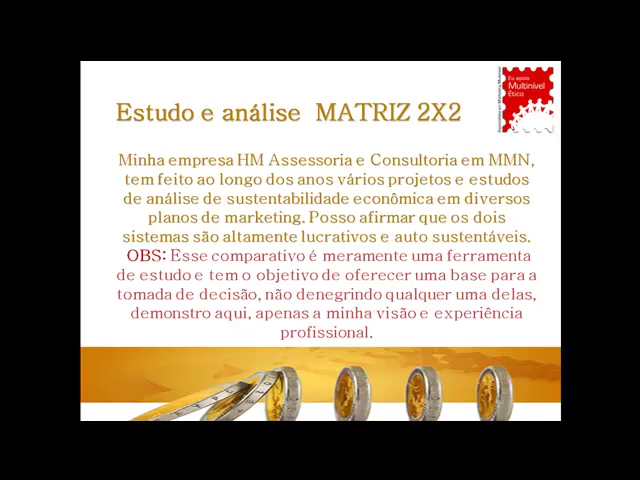 Eu apoio
Multinível
Ético
Estudo e análise MATRIZ 2X2
Minha empresa HM Assessoria e Consultoria em MMN,
tem feito ao longo dos anos vários projetos e estudos
de análise de sustentabilidade econômica em diversos
planos de marketing. Posso afirmar que os dois
sistemas são altamente lucrativos e auto sustentáveis.
OBS: Esse comparativo é meramente uma ferramenta
de estudo e tem o objetivo de oferecer uma base para a
tomada de decisão, não denegrindo qualquer uma delas,
demonstro aqui, apenas a minha visão e experiência
profissional.